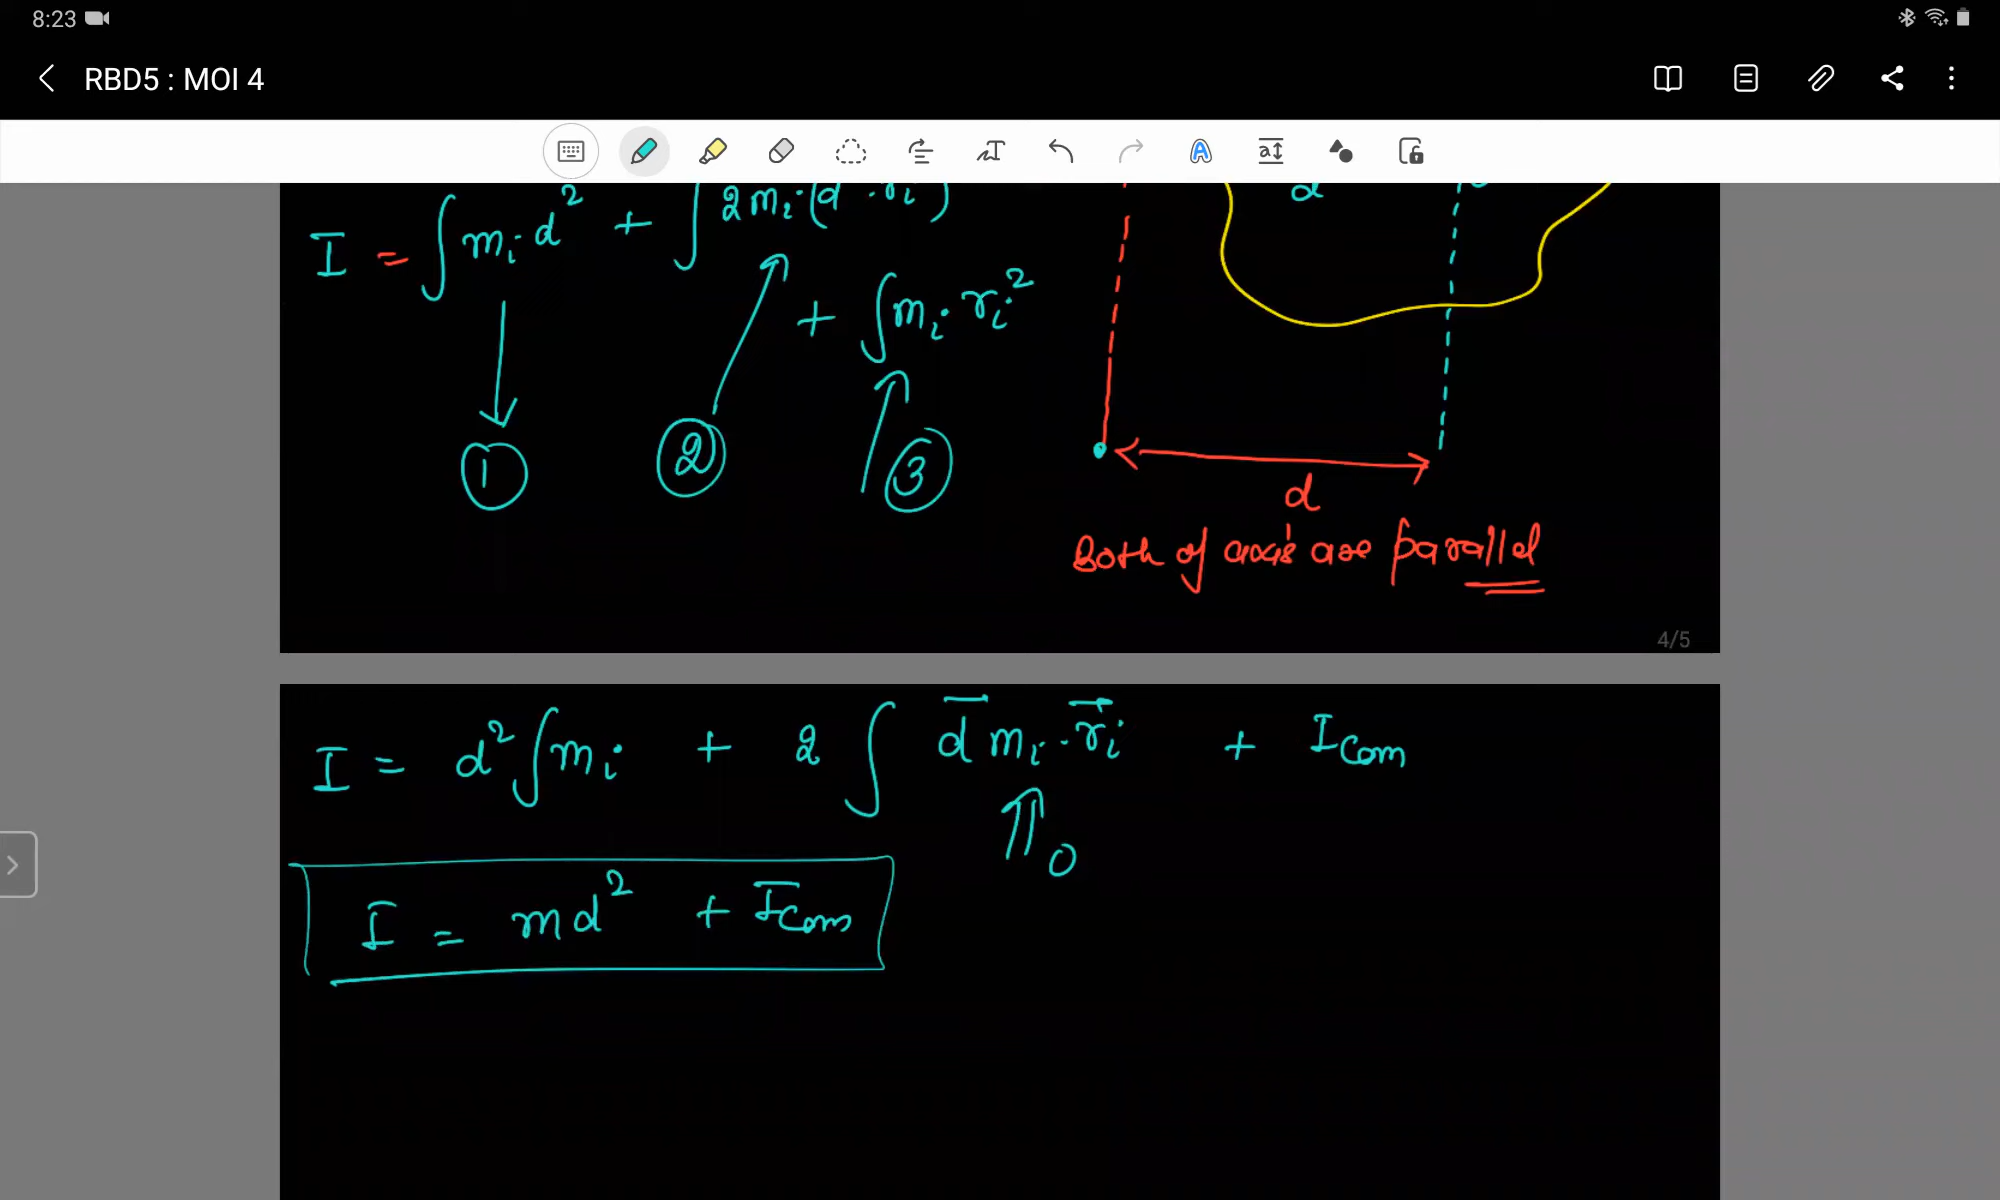 8:23
RBD5 : MOI 4
I = ∫ mᵢ d² + ∫ 2mᵢ·(d · rᵢ)
+ ∫ mᵢ · rᵢ²
d
1 2 3
d
Both of axis are parallel
4/5
I = d² ∫ mᵢ + 2 ∫ d̅ mᵢ · r⃗ᵢ + Icom
0
I = md² + Icom